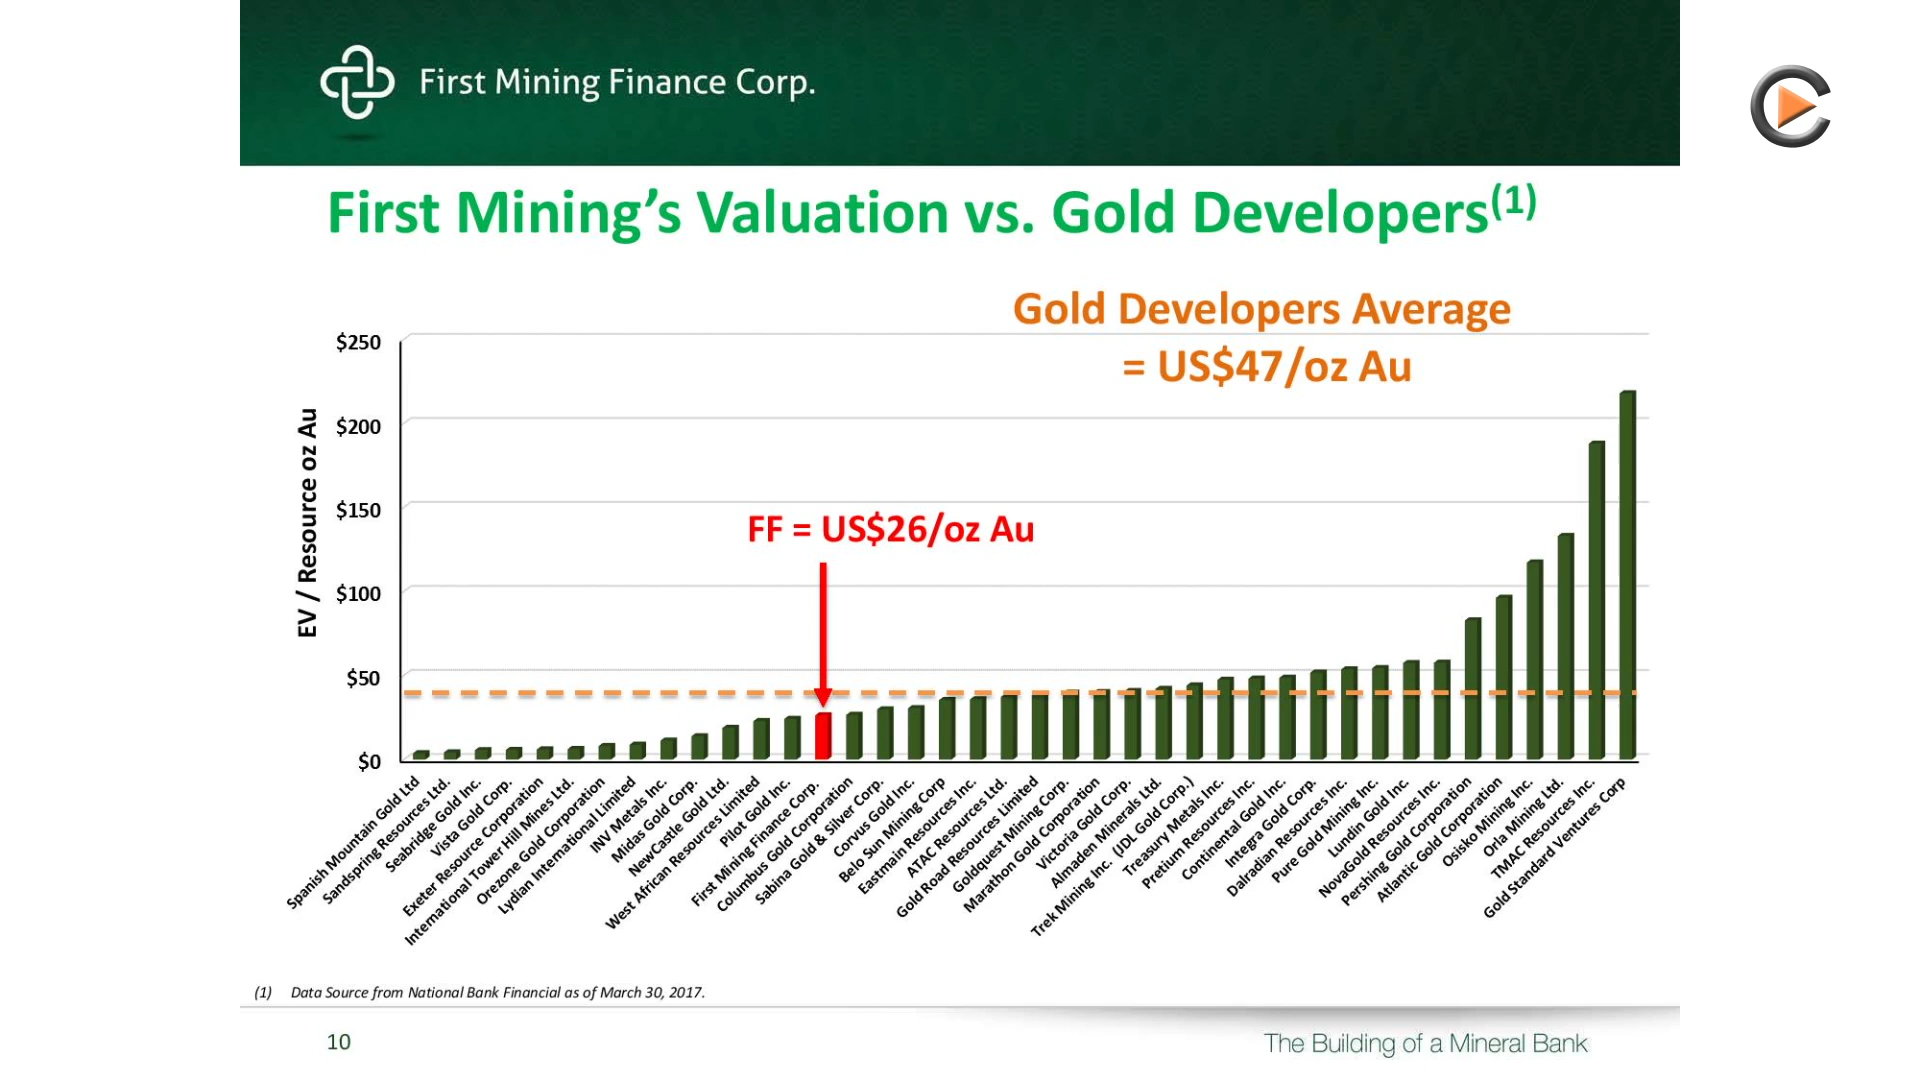 First Mining Finance Corp.
First Mining's Valuation vs. Gold Developers(1)
Gold Developers Average
= US$47/oz Au
FF = US$26/oz Au
EV / Resource oz Au
$250
$200
$150
$100
$50
$0
Spanish Mountain Gold Ltd
Sandspring Resources Ltd.
Seabridge Gold Inc.
Vista Gold Corp.
Exeter Resource Corporation
International Tower Hill Mines Ltd.
Orezone Gold Corporation
Lydian International Limited
INV Metals Inc.
Midas Gold Corp.
NewCastle Gold Ltd.
West African Resources Limited
Pilot Gold Inc.
First Mining Finance Corp.
Columbus Gold Corporation
Sabina Gold & Silver Corp.
Corvus Gold Inc.
Belo Sun Mining Corp
Eastmain Resources Inc.
ATAC Resources Ltd.
Gold Road Resources Limited
Goldquest Mining Corp.
Marathon Gold Corporation
Victoria Gold Corp.
Almaden Minerals Ltd.
Trek Mining Inc. (JDL Gold Corp.)
Treasury Metals Inc.
Pretium Resources Inc.
Continental Gold Inc.
Integra Gold Corp.
Dalradian Resources Inc.
Pure Gold Mining Inc.
Lundin Gold Inc.
NovaGold Resources Inc.
Pershing Gold Corporation
Atlantic Gold Corporation
Osisko Mining Inc.
Orla Mining Ltd.
TMAC Resources Inc.
Gold Standard Ventures Corp
(1) Data Source from National Bank Financial as of March 30, 2017.
10
The Building of a Mineral Bank